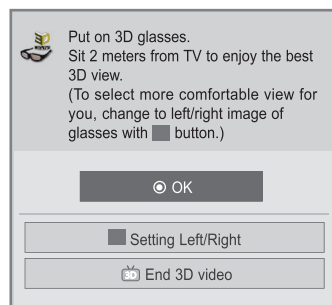 Put on 3D glasses.
Sit 2 meters from TV to enjoy the best
3D view.
(To select more comfortable view for
you, change to left/right image of
glasses with button.)
OK
Setting Left/Right
3D End 3D video